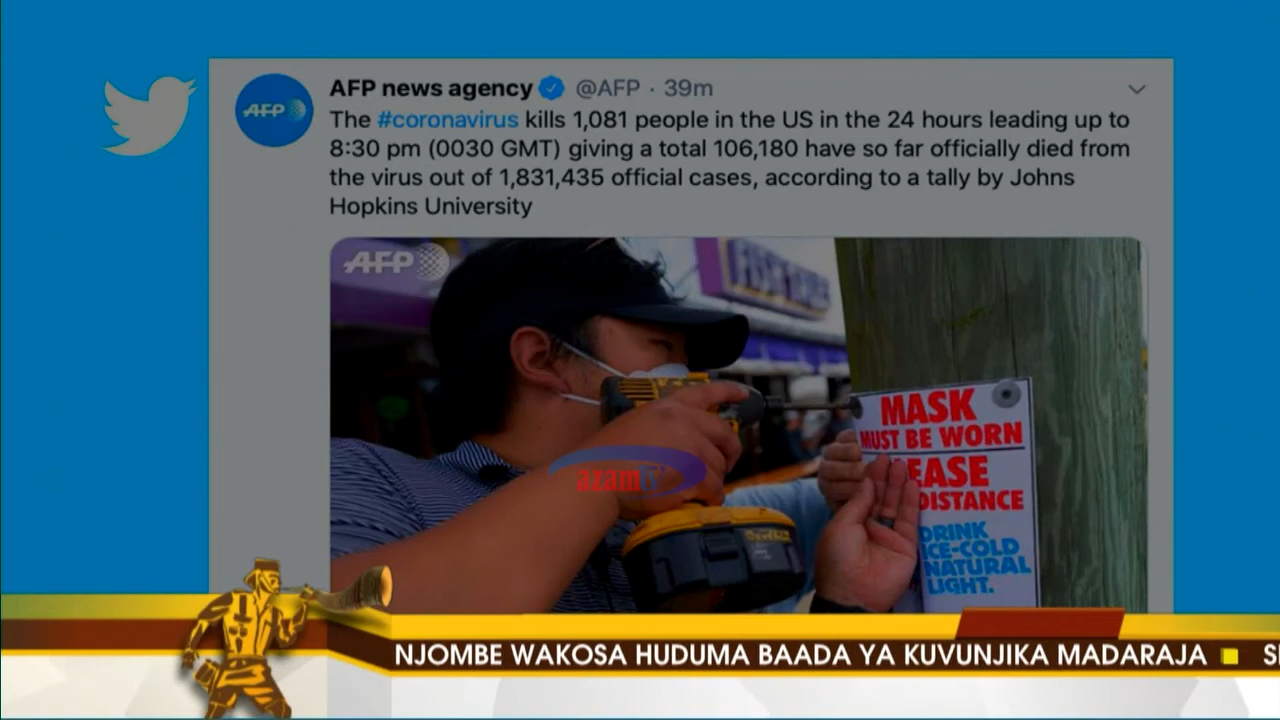 AFP
AFP news agency @AFP · 39m
The #coronavirus kills 1,081 people in the US in the 24 hours leading up to
8:30 pm (0030 GMT) giving a total 106,180 have so far officially died from
the virus out of 1,831,435 official cases, according to a tally by Johns
Hopkins University
AFP
MASK
MUST BE WORN
EASE
DISTANCE
DRINK
ICE-COLD
NATURAL
LIGHT.
azam
NJOMBE WAKOSA HUDUMA BAADA YA KUVUNJIKA MADARAJA